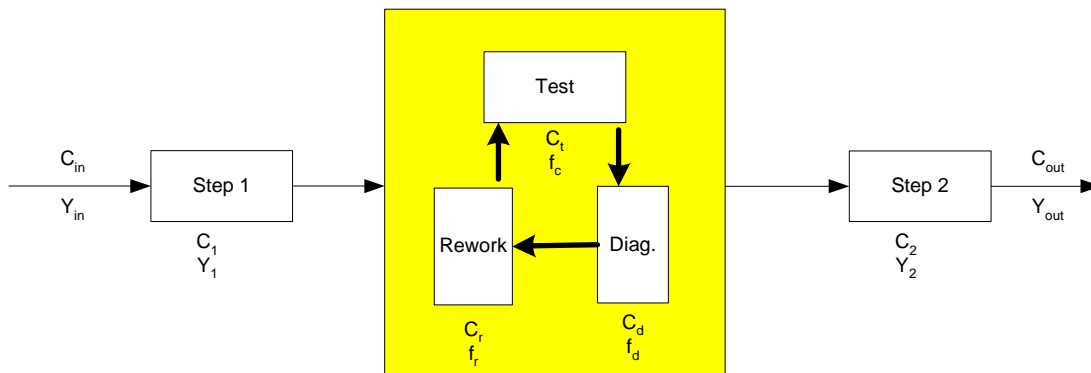 C_in
Y_in
Step 1
C_1
Y_1
Test
C_t
f_c
Rework
C_r
f_r
Diag.
C_d
f_d
Step 2
C_2
Y_2
C_out
Y_out